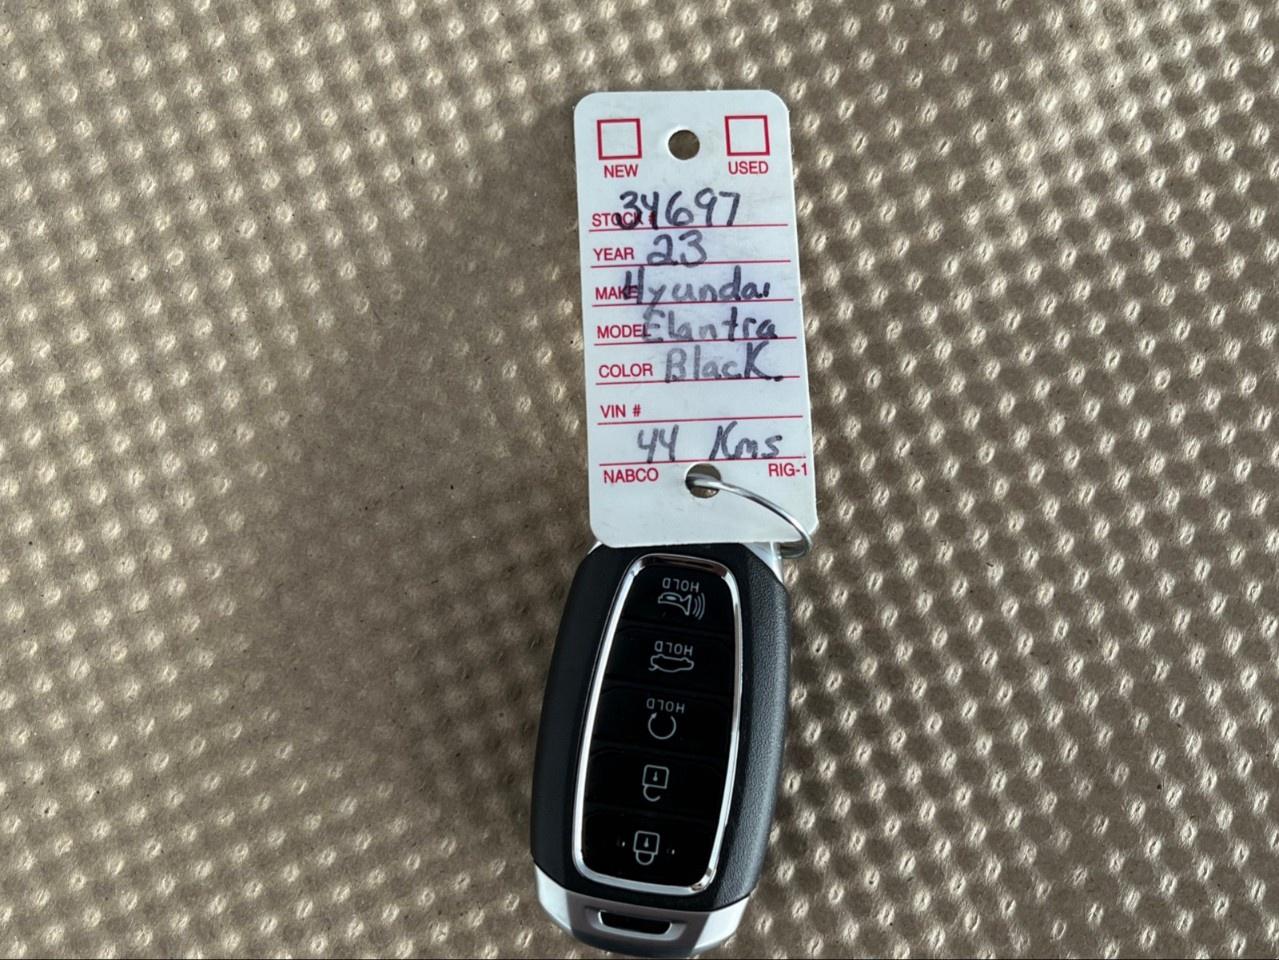 NEW USED
STOCK # 34697
YEAR 23
MAKE Hyundai
MODEL Elantra
COLOR Black.
VIN #
44 Kms
NABCO RIG-1
HOLD
HOLD
HOLD